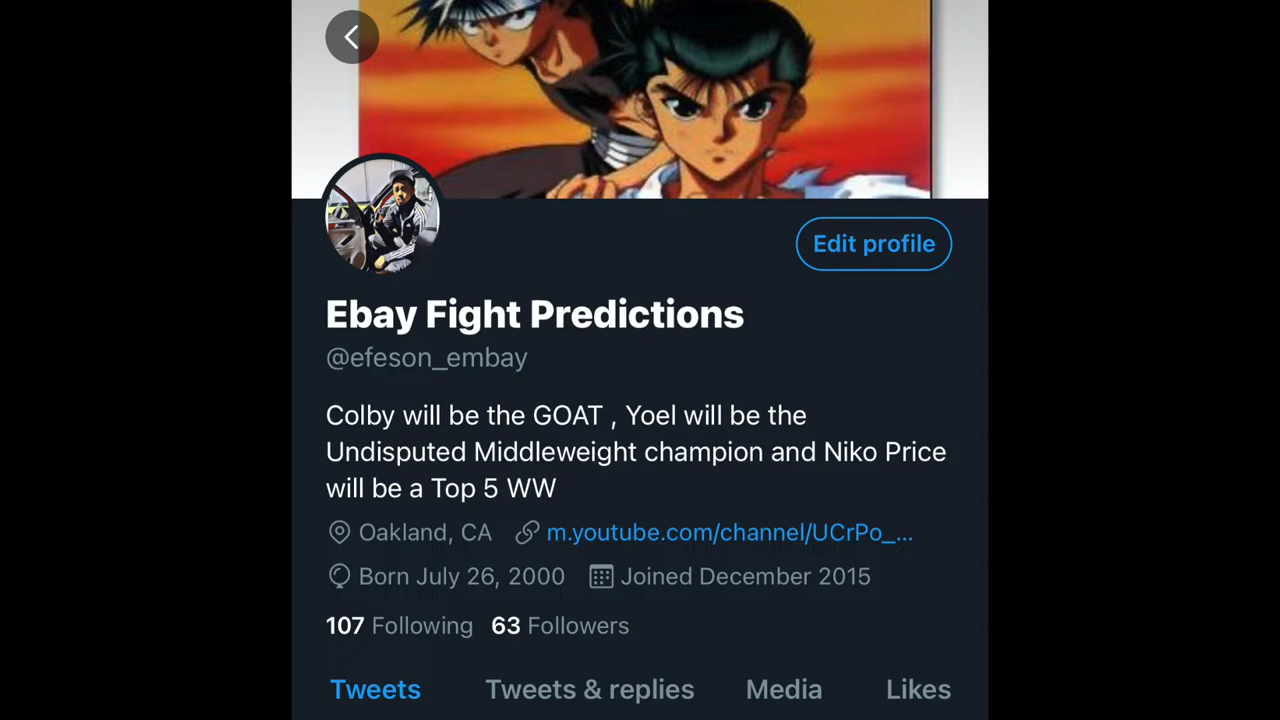 Edit profile
Ebay Fight Predictions
@efeson_embay
Colby will be the GOAT , Yoel will be the
Undisputed Middleweight champion and Niko Price
will be a Top 5 WW
Oakland, CA m.youtube.com/channel/UCrPo_...
Born July 26, 2000 Joined December 2015
107 Following 63 Followers
Tweets Tweets & replies Media Likes